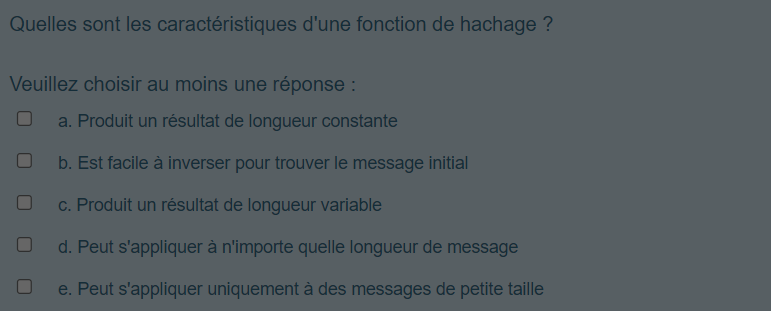 Quelles sont les caractéristiques d'une fonction de hachage ?
Veuillez choisir au moins une réponse :
a. Produit un résultat de longueur constante
b. Est facile à inverser pour trouver le message initial
c. Produit un résultat de longueur variable
d. Peut s'appliquer à n'importe quelle longueur de message
e. Peut s'appliquer uniquement à des messages de petite taille